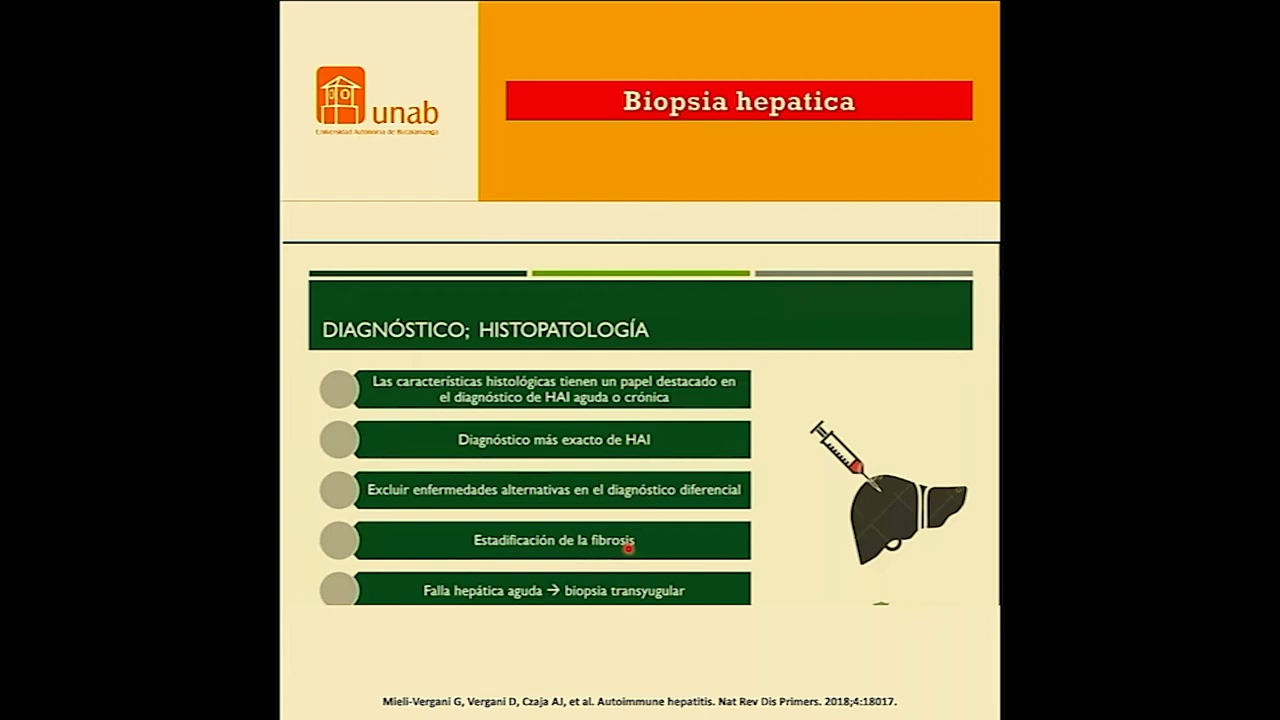 unab
Universidad Autónoma de Bucaramanga
Biopsia hepatica
DIAGNÓSTICO; HISTOPATOLOGÍA
Las características histológicas tienen un papel destacado en
el diagnóstico de HAI aguda o crónica
Diagnóstico más exacto de HAI
Excluir enfermedades alternativas en el diagnóstico diferencial
Estadificación de la fibrosis
Falla hepática aguda → biopsia transyugular
Mieli-Vergani G, Vergani D, Czaja AJ, et al. Autoimmune hepatitis. Nat Rev Dis Primers. 2018;4:18017.